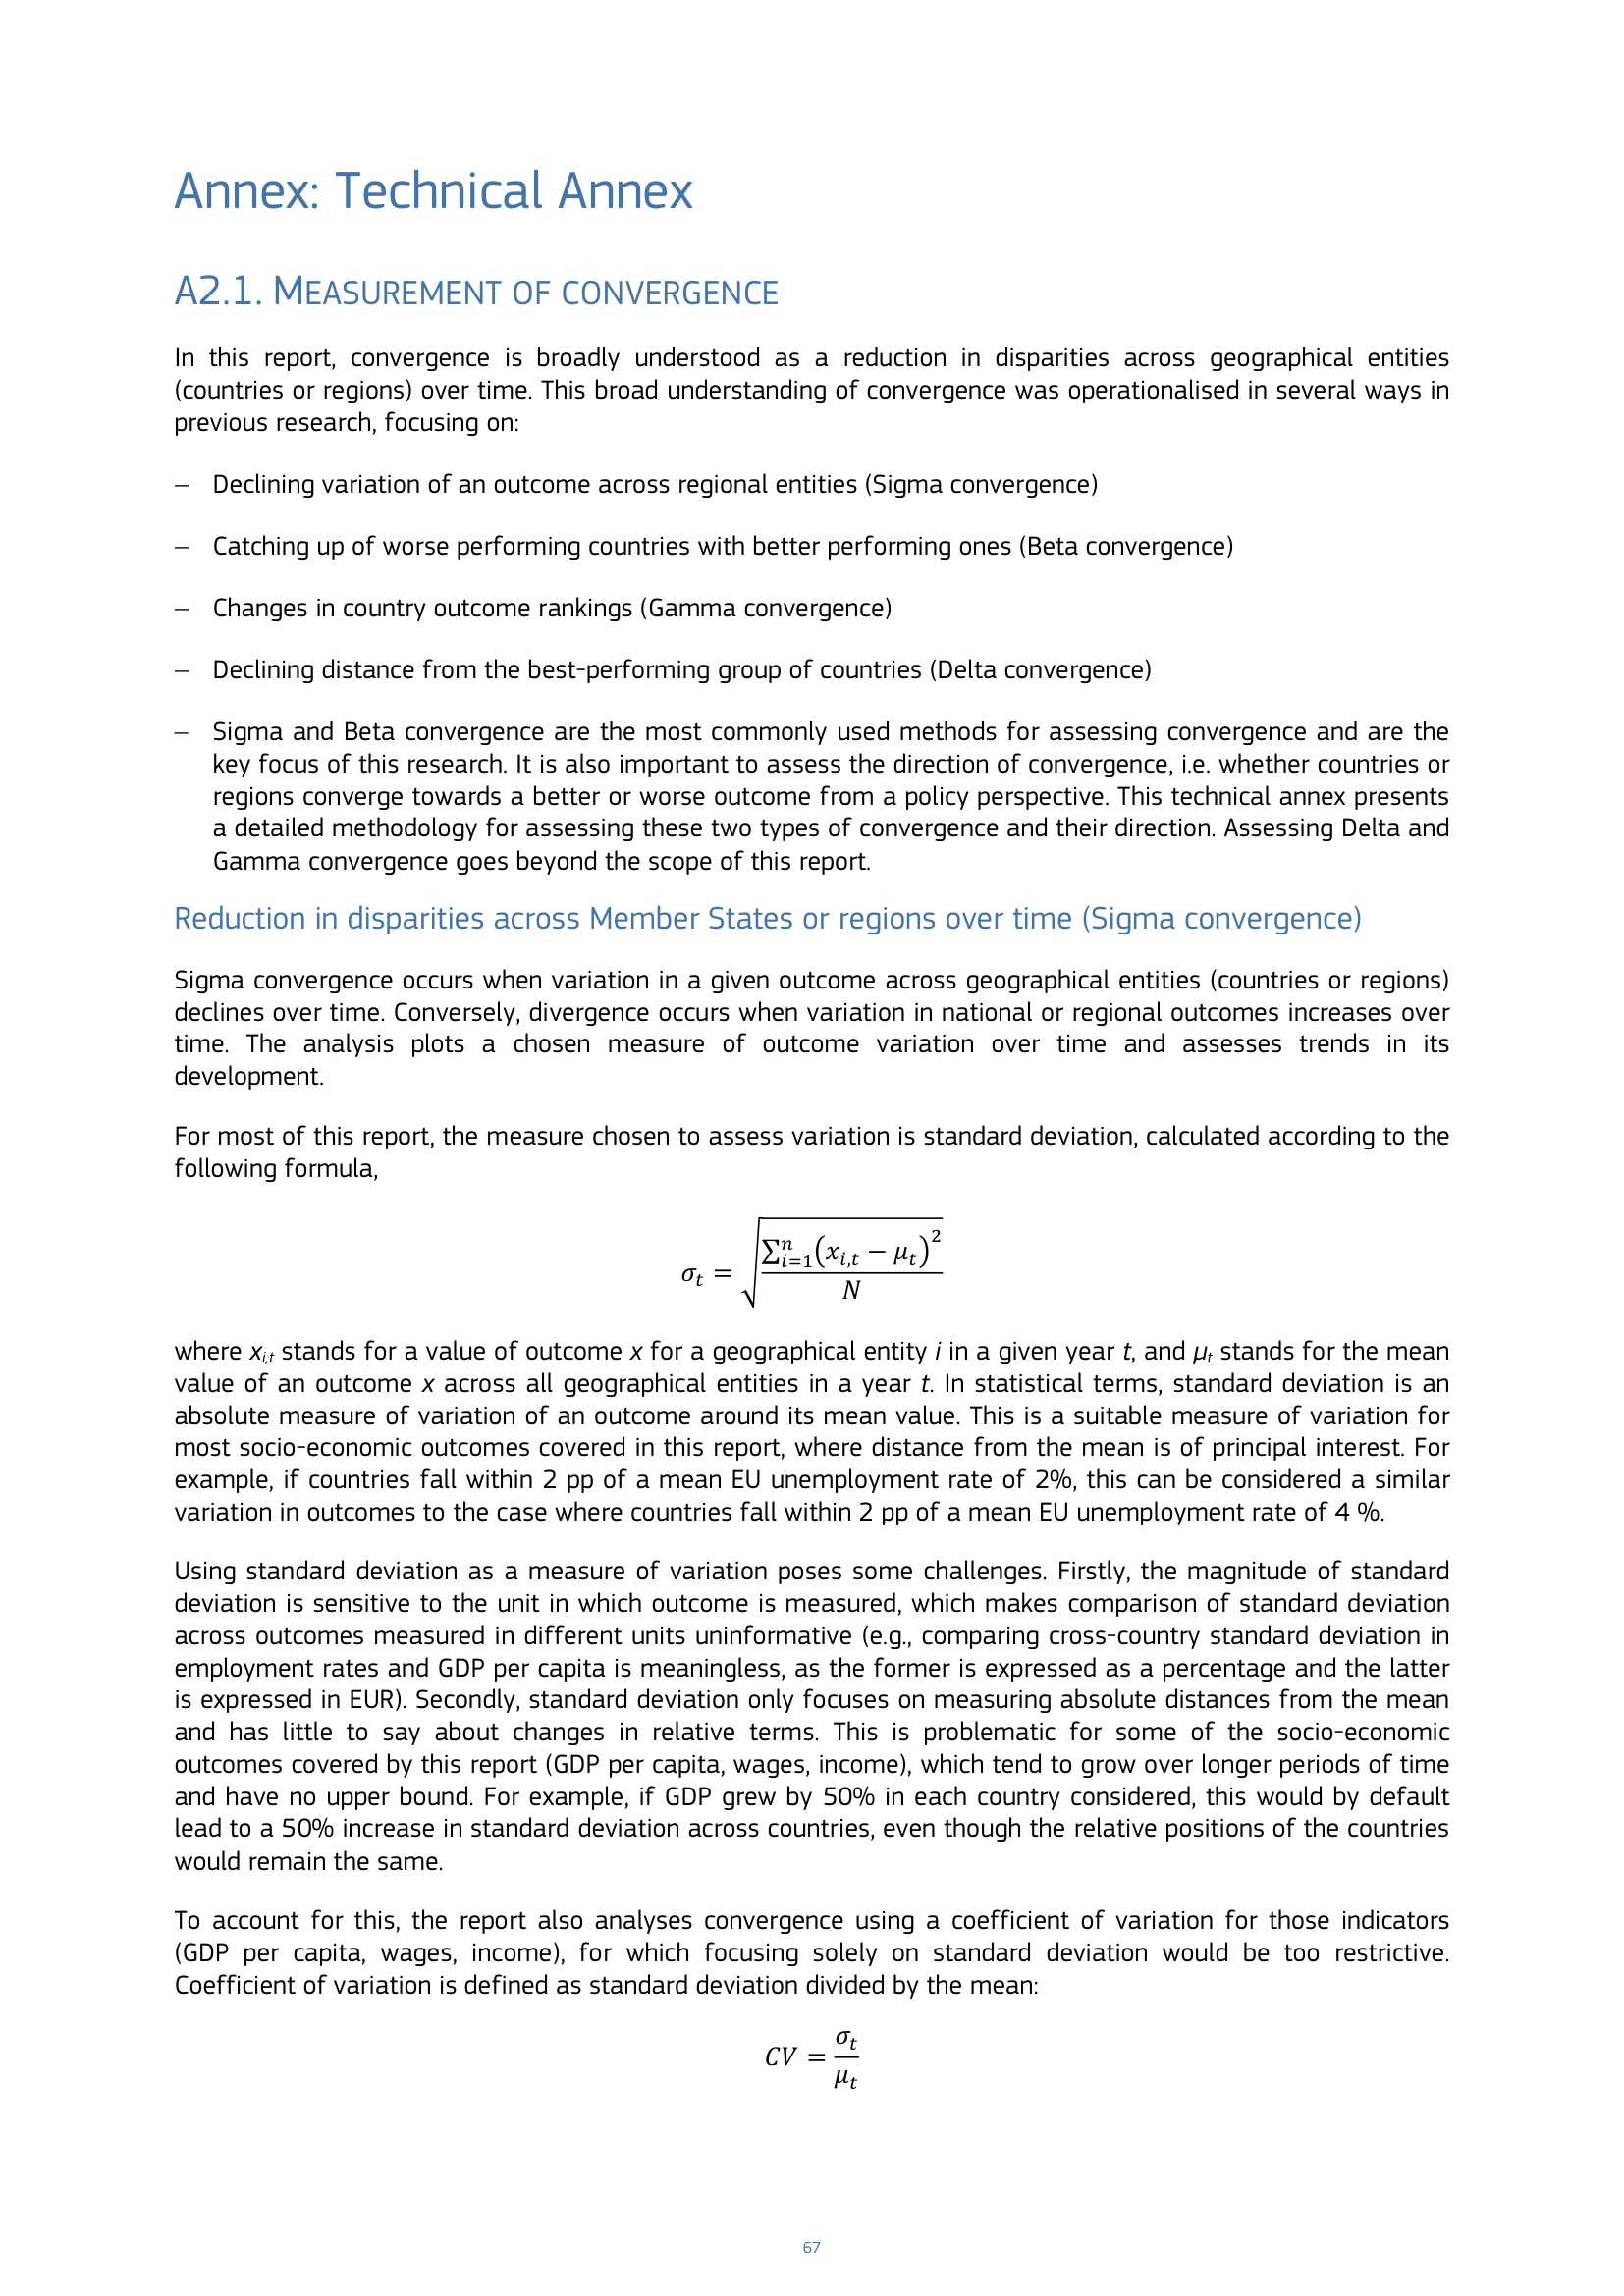 Annex: Technical Annex
A2.1. MEASUREMENT OF CONVERGENCE
In this report, convergence is broadly understood as a reduction in disparities across geographical entities
(countries or regions) over time. This broad understanding of convergence was operationalised in several ways in
previous research, focusing on:
– Declining variation of an outcome across regional entities (Sigma convergence)
– Catching up of worse performing countries with better performing ones (Beta convergence)
– Changes in country outcome rankings (Gamma convergence)
– Declining distance from the best-performing group of countries (Delta convergence)
– Sigma and Beta convergence are the most commonly used methods for assessing convergence and are the
key focus of this research. It is also important to assess the direction of convergence, i.e. whether countries or
regions converge towards a better or worse outcome from a policy perspective. This technical annex presents
a detailed methodology for assessing these two types of convergence and their direction. Assessing Delta and
Gamma convergence goes beyond the scope of this report.
Reduction in disparities across Member States or regions over time (Sigma convergence)
Sigma convergence occurs when variation in a given outcome across geographical entities (countries or regions)
declines over time. Conversely, divergence occurs when variation in national or regional outcomes increases over
time. The analysis plots a chosen measure of outcome variation over time and assesses trends in its
development.
For most of this report, the measure chosen to assess variation is standard deviation, calculated according to the
following formula,
σ_t = √(∑_{i=1}^{n}(x_{i,t} − μ_t)^2 / N)
where x_{i,t} stands for a value of outcome x for a geographical entity i in a given year t, and μ_t stands for the mean
value of an outcome x across all geographical entities in a year t. In statistical terms, standard deviation is an
absolute measure of variation of an outcome around its mean value. This is a suitable measure of variation for
most socio-economic outcomes covered in this report, where distance from the mean is of principal interest. For
example, if countries fall within 2 pp of a mean EU unemployment rate of 2%, this can be considered a similar
variation in outcomes to the case where countries fall within 2 pp of a mean EU unemployment rate of 4 %.
Using standard deviation as a measure of variation poses some challenges. Firstly, the magnitude of standard
deviation is sensitive to the unit in which outcome is measured, which makes comparison of standard deviation
across outcomes measured in different units uninformative (e.g., comparing cross-country standard deviation in
employment rates and GDP per capita is meaningless, as the former is expressed as a percentage and the latter
is expressed in EUR). Secondly, standard deviation only focuses on measuring absolute distances from the mean
and has little to say about changes in relative terms. This is problematic for some of the socio-economic
outcomes covered by this report (GDP per capita, wages, income), which tend to grow over longer periods of time
and have no upper bound. For example, if GDP grew by 50% in each country considered, this would by default
lead to a 50% increase in standard deviation across countries, even though the relative positions of the countries
would remain the same.
To account for this, the report also analyses convergence using a coefficient of variation for those indicators
(GDP per capita, wages, income), for which focusing solely on standard deviation would be too restrictive.
Coefficient of variation is defined as standard deviation divided by the mean:
CV = σ_t / μ_t
67